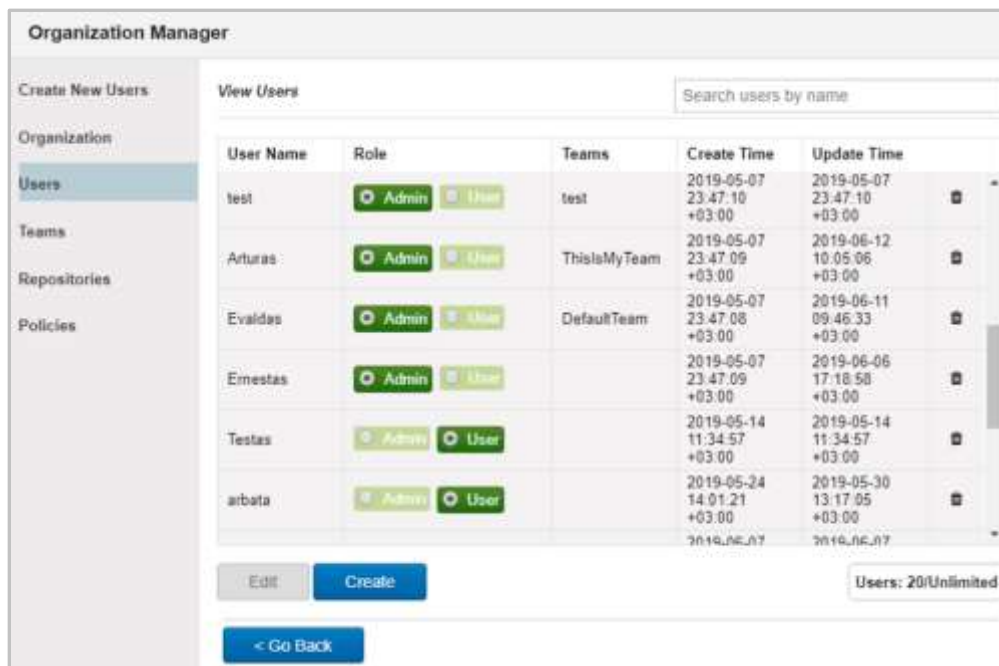 Organization Manager
Create New Users
Organization
Users
Teams
Repositories
Policies
View Users
Search users by name
User Name Role Teams Create Time Update Time
test Admin User test 2019-05-07 23:47:10 +03:00 2019-05-07 23:47:10 +03:00
Arturas Admin User ThisIsMyTeam 2019-05-07 23:47:09 +03:00 2019-06-12 10:05:06 +03:00
Evaldas Admin User DefaultTeam 2019-05-07 23:47:08 +03:00 2019-06-11 09:46:33 +03:00
Ernestas Admin User 2019-05-07 23:47:09 +03:00 2019-06-06 17:18:58 +03:00
Testas Admin User 2019-05-14 11:34:57 +03:00 2019-05-14 11:34:57 +03:00
arbata Admin User 2019-05-24 14:01:21 +03:00 2019-05-30 13:17:05 +03:00
2019-06-07 2019-06-07
Edit Create Users: 20/Unlimited
< Go Back